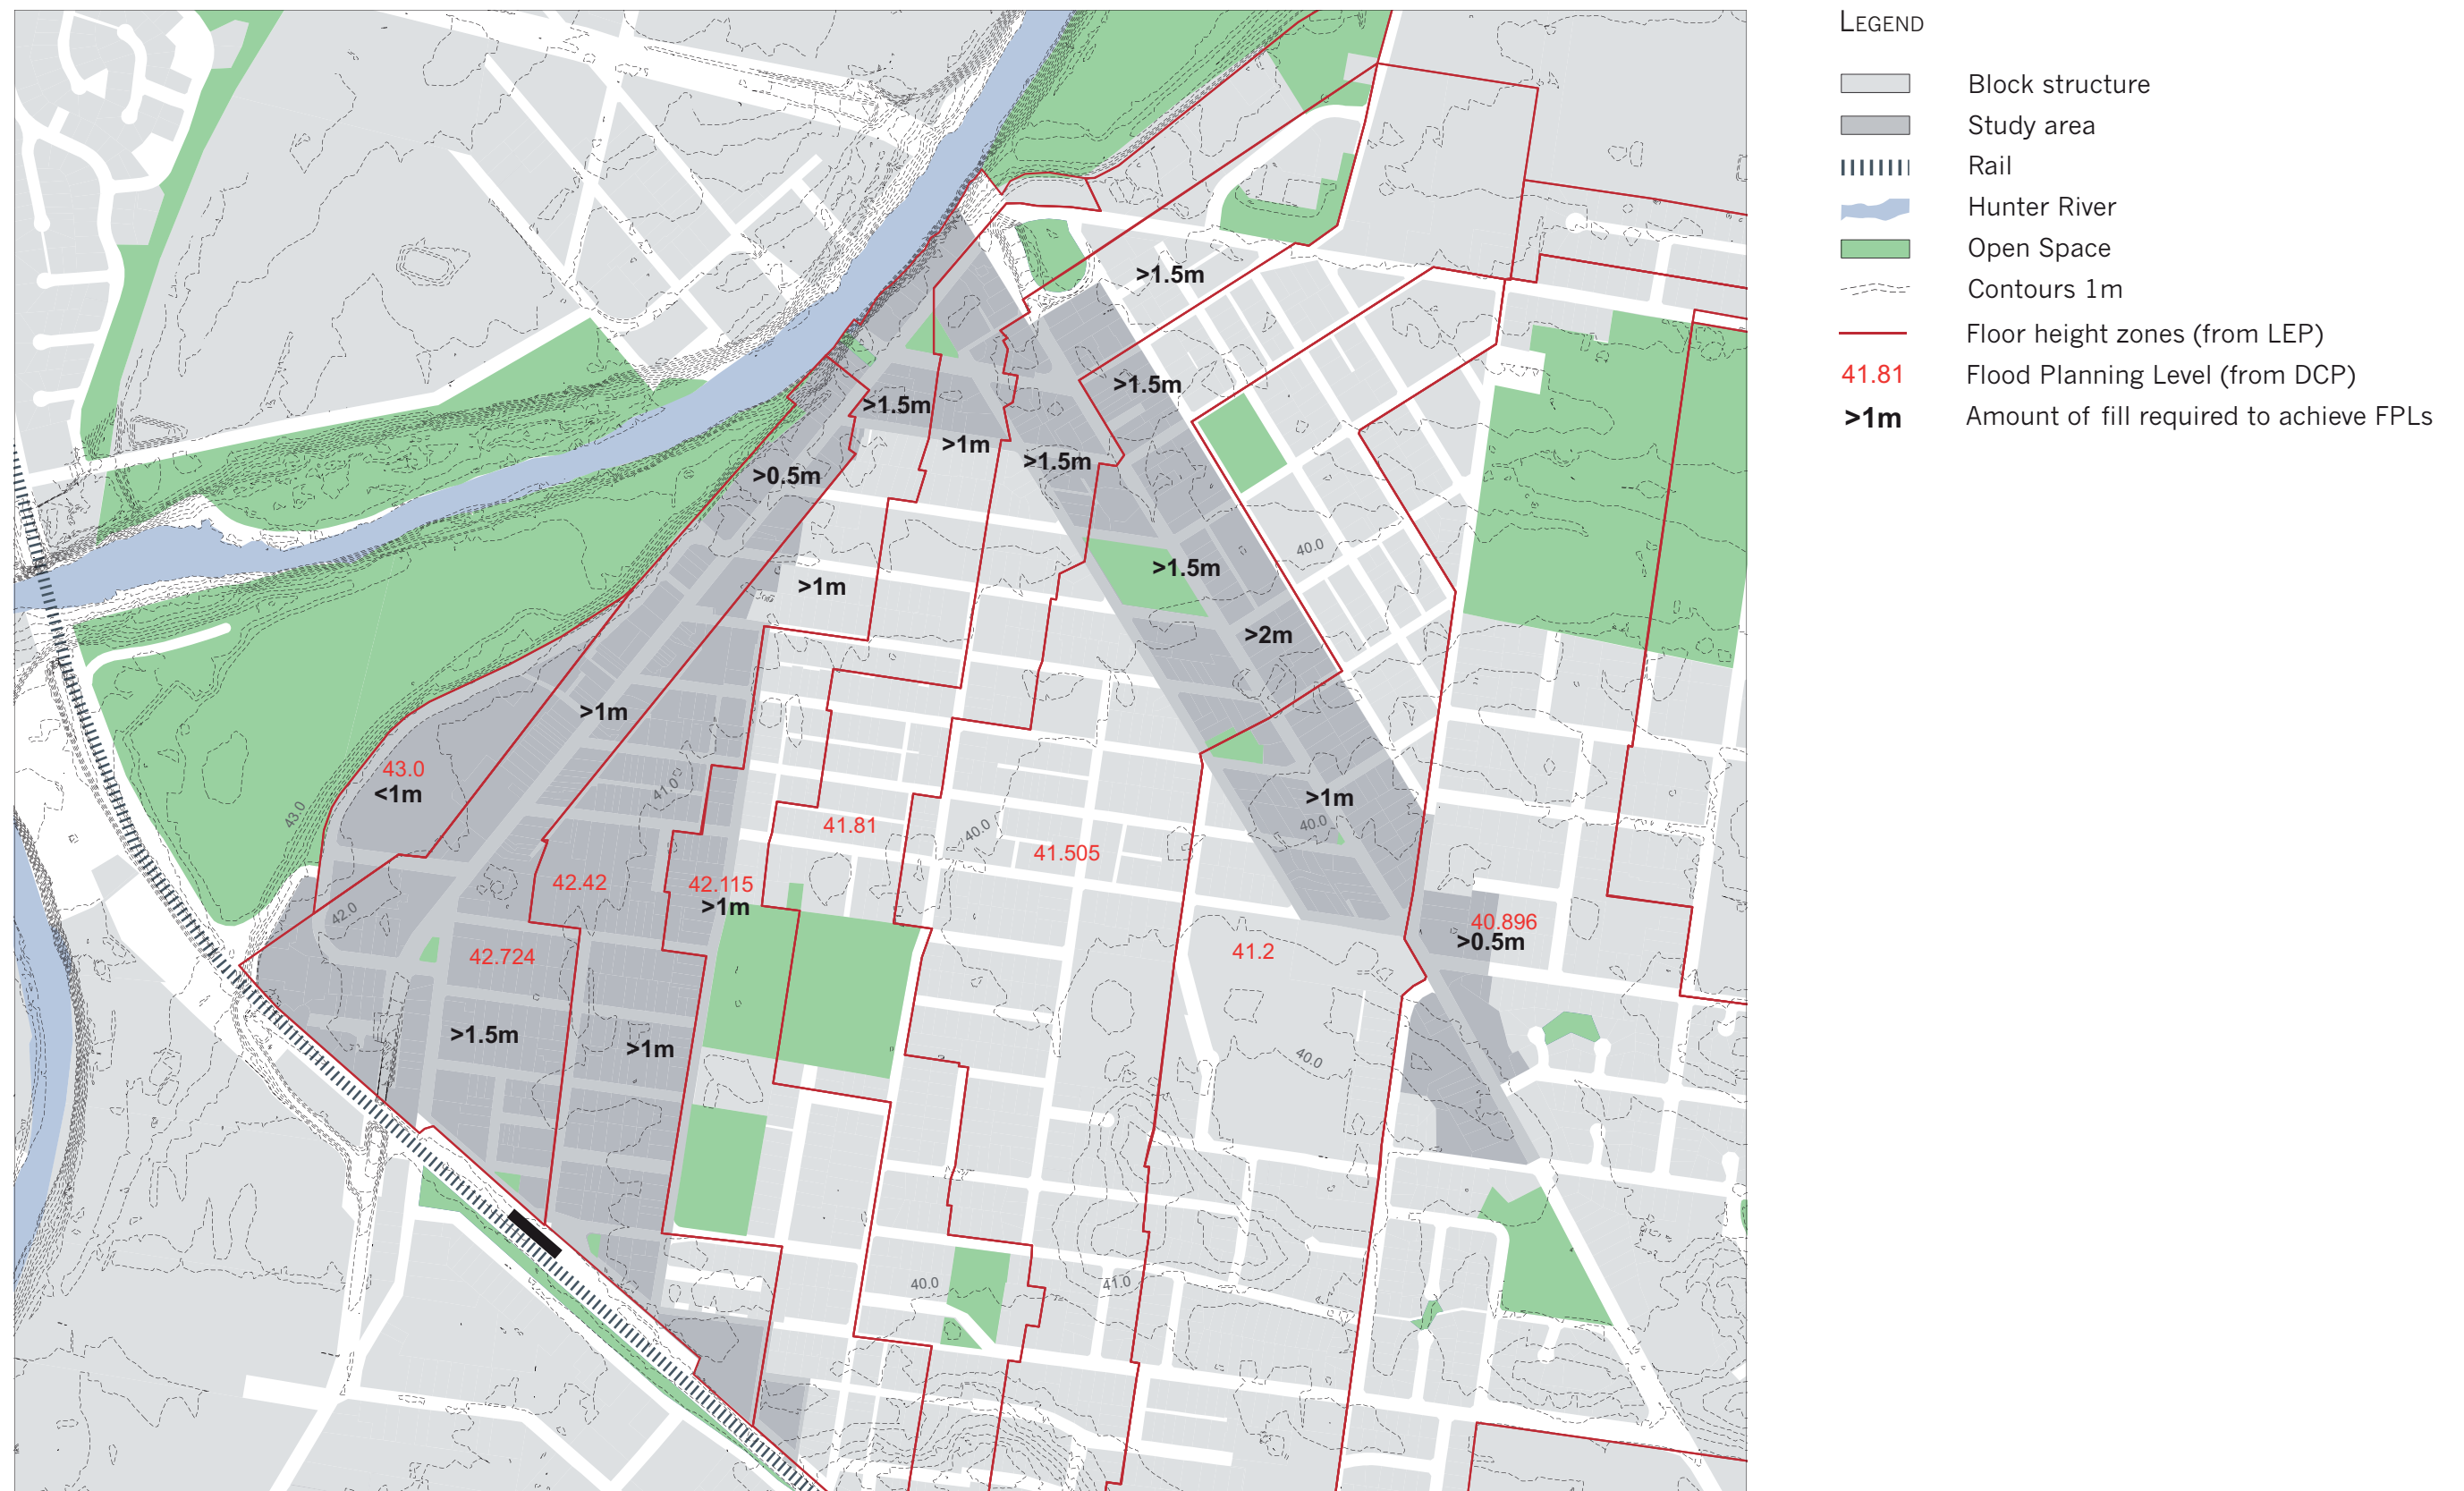 LEGEND
Block structure
Study area
Rail
Hunter River
Open Space
Contours 1m
Floor height zones (from LEP)
41.81 Flood Planning Level (from DCP)
>1m Amount of fill required to achieve FPLs
>1.5m
>1.5m
>1.5m
>1m
>1.5m
>0.5m
40.0
>1.5m
>1m
>2m
>1m
43.0
<1m
41.0
43.0
>1m
40.0
41.81
40.0
41.505
42.42
42.115
>1m
42.0
40.896
>0.5m
41.2
42.724
>1.5m
>1m
40.0
40.0
41.0